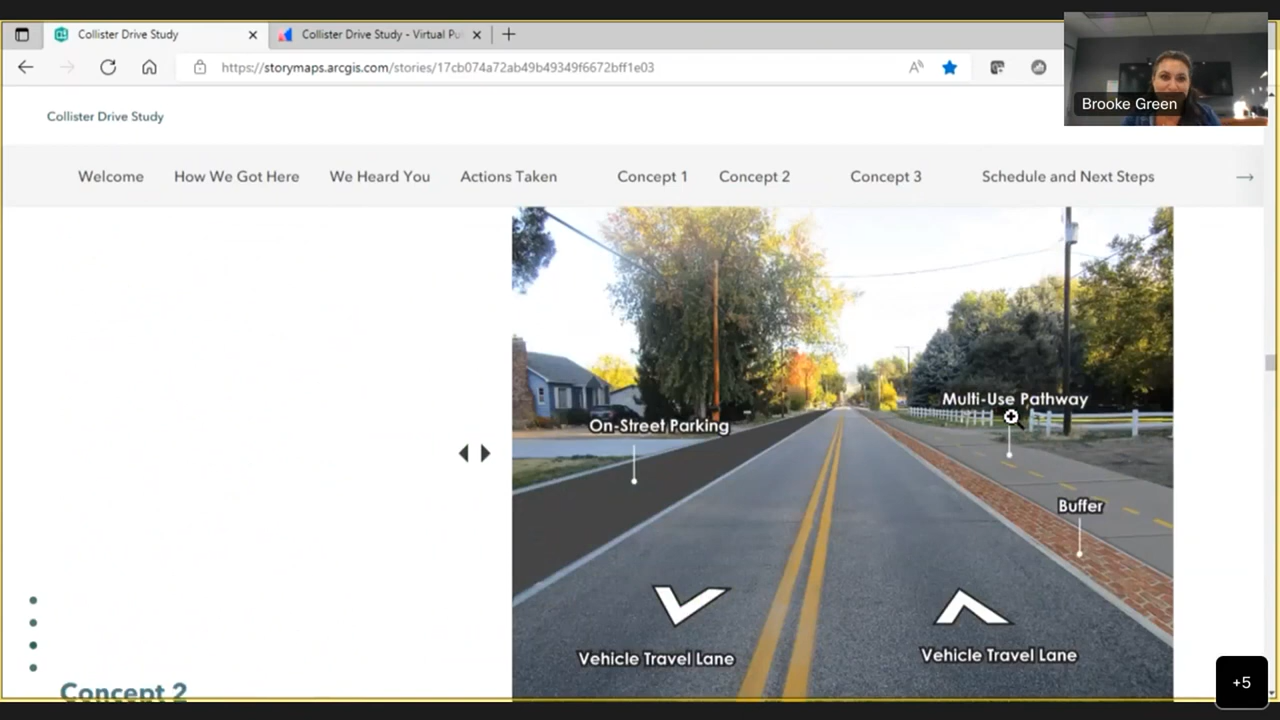 Collister Drive Study
Collister Drive Study - Virtual Pu
https://storymaps.arcgis.com/stories/17cb074a72ab49b49349f6672bff1e03
Brooke Green
Collister Drive Study
Welcome
How We Got Here
We Heard You
Actions Taken
Concept 1
Concept 2
Concept 3
Schedule and Next Steps
Multi-Use Pathway
On-Street Parking
Buffer
Vehicle Travel Lane
Vehicle Travel Lane
Concept 2
+5